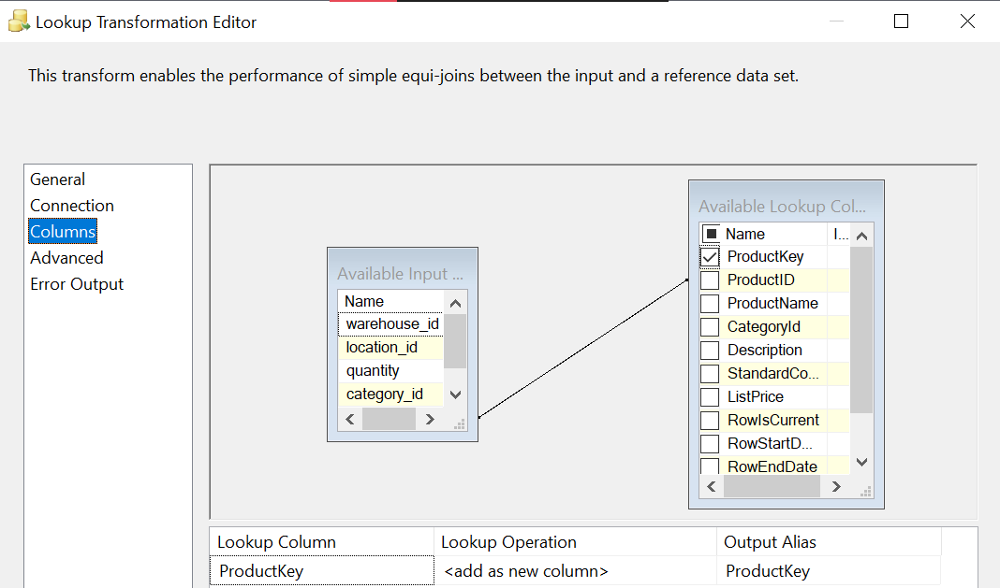 Lookup Transformation Editor
This transform enables the performance of simple equi-joins between the input and a reference data set.
General
Connection
Columns
Advanced
Error Output
Available Input ...
Name
warehouse_id
location_id
quantity
category_id
Available Lookup Col...
Name I...
ProductKey
ProductID
ProductName
CategoryId
Description
StandardCo...
ListPrice
RowIsCurrent
RowStartD...
RowEndDate
Lookup Column Lookup Operation Output Alias
ProductKey <add as new column> ProductKey